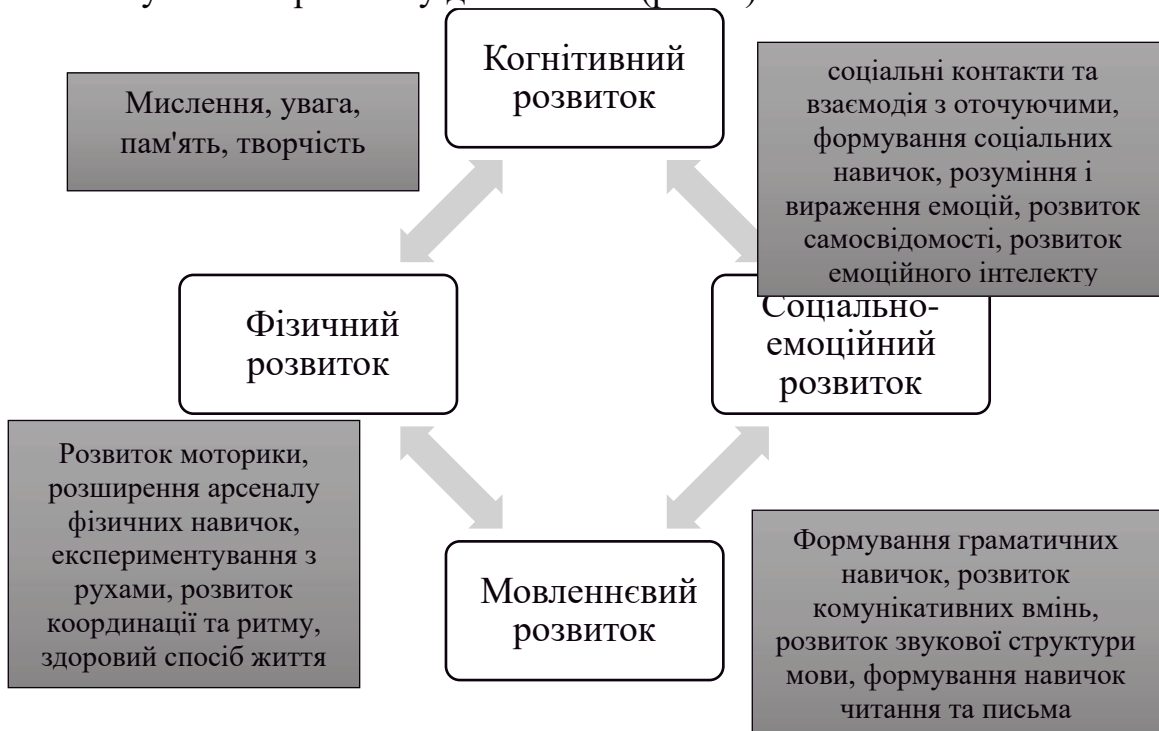 Когнітивний
розвиток
Мислення, увага,
пам'ять, творчість
соціальні контакти та
взаємодія з оточуючими,
формування соціальних
навичок, розуміння і
вираження емоцій, розвиток
самосвідомості, розвиток
емоційного інтелекту
Фізичний
розвиток
Соціально-
емоційний
розвиток
Розвиток моторики,
розширення арсеналу
фізичних навичок,
експериментування з
рухами, розвиток
координації та ритму,
здоровий спосіб життя
Мовленнєвий
розвиток
Формування граматичних
навичок, розвиток
комунікативних вмінь,
розвиток звукової структури
мови, формування навичок
читання та письма